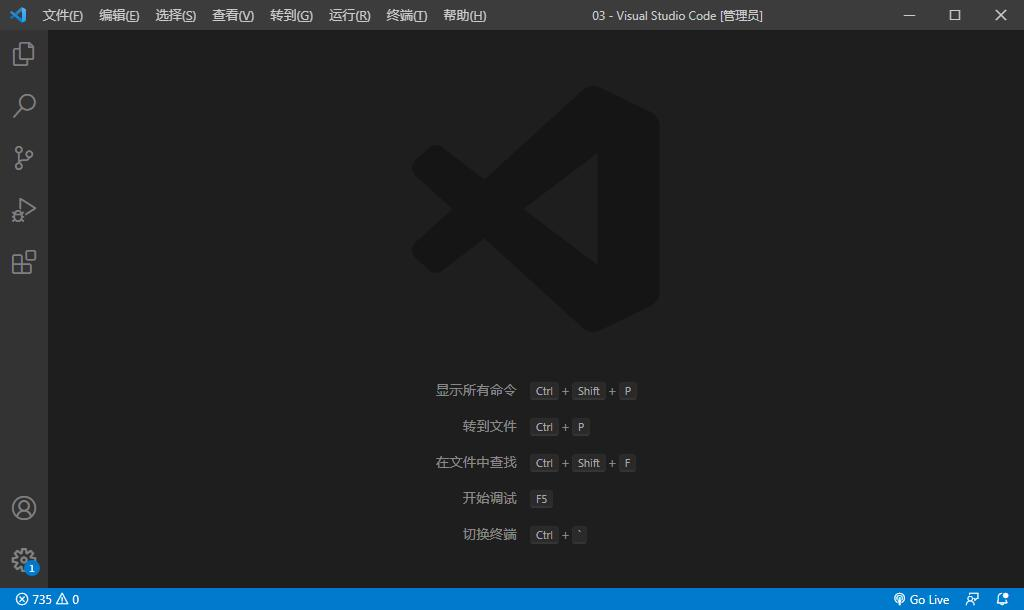 文件(F) 编辑(E) 选择(S) 查看(V) 转到(G) 运行(R) 终端(T) 帮助(H) 03 - Visual Studio Code [管理员]
显示所有命令 Ctrl + Shift + P
转到文件 Ctrl + P
在文件中查找 Ctrl + Shift + F
开始调试 F5
切换终端 Ctrl + `
1
735 0 Go Live